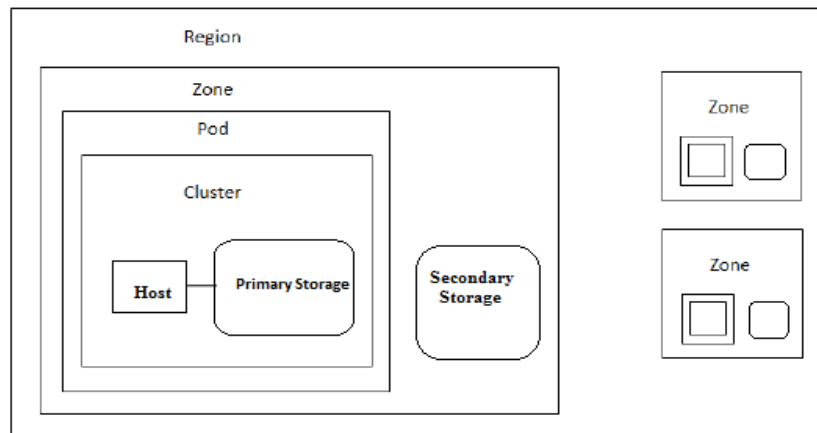 Region
Zone
Pod
Cluster
Host
Primary Storage
Secondary
Storage
Zone
Zone